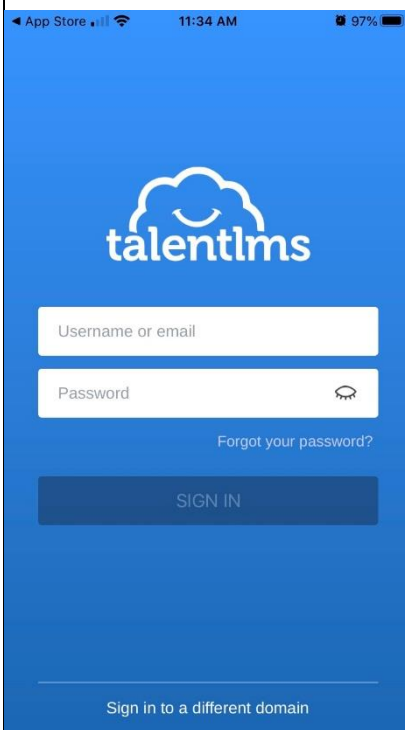 App Store 11:34 AM 97%
talentlms
Username or email
Password
Forgot your password?
SIGN IN
Sign in to a different domain